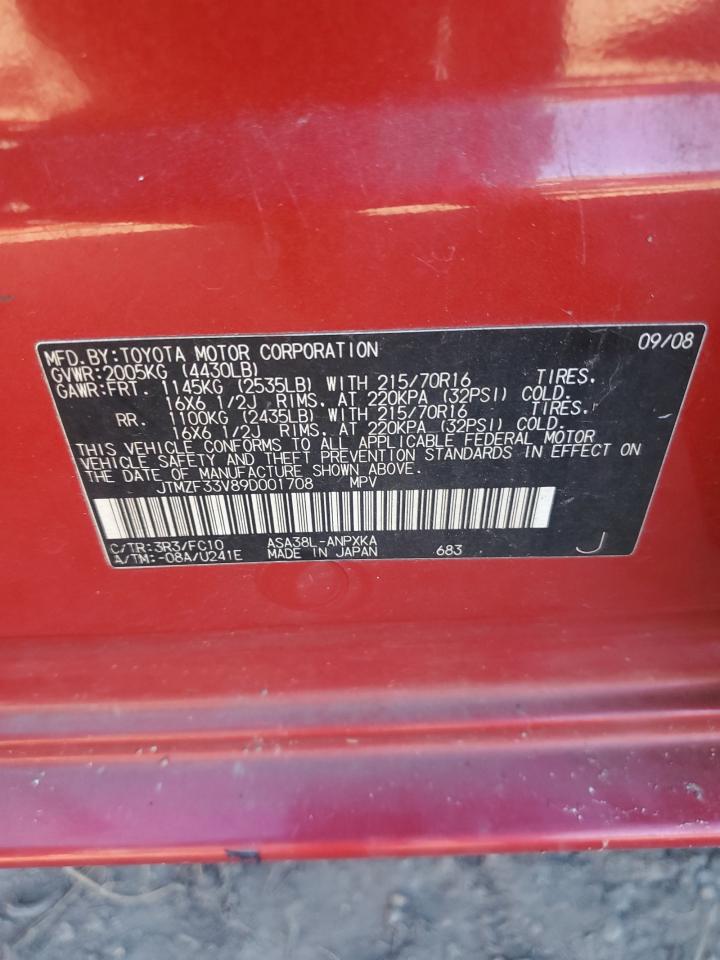 MFD.BY:TOYOTA MOTOR CORPORATION 09/08
GVWR:2005KG (4430LB)
GAWR:FRT. 1145KG (2535LB) WITH 215/70R16 TIRES.
16X6 1/2J RIMS. AT 220KPA (32PSI) COLD.
RR. 1100KG (2435LB) WITH 215/70R16 TIRES.
16X6 1/2J RIMS. AT 220KPA (32PSI) COLD.
THIS VEHICLE CONFORMS TO ALL APPLICABLE FEDERAL MOTOR
VEHICLE SAFETY AND THEFT PREVENTION STANDARDS IN EFFECT ON
THE DATE OF MANUFACTURE SHOWN ABOVE.
JTMZF33V89D001708 MPV
C/TR:3R3/FC10 ASA38L-ANPXKA
A/TM:-08A/U241E MADE IN JAPAN 683 J